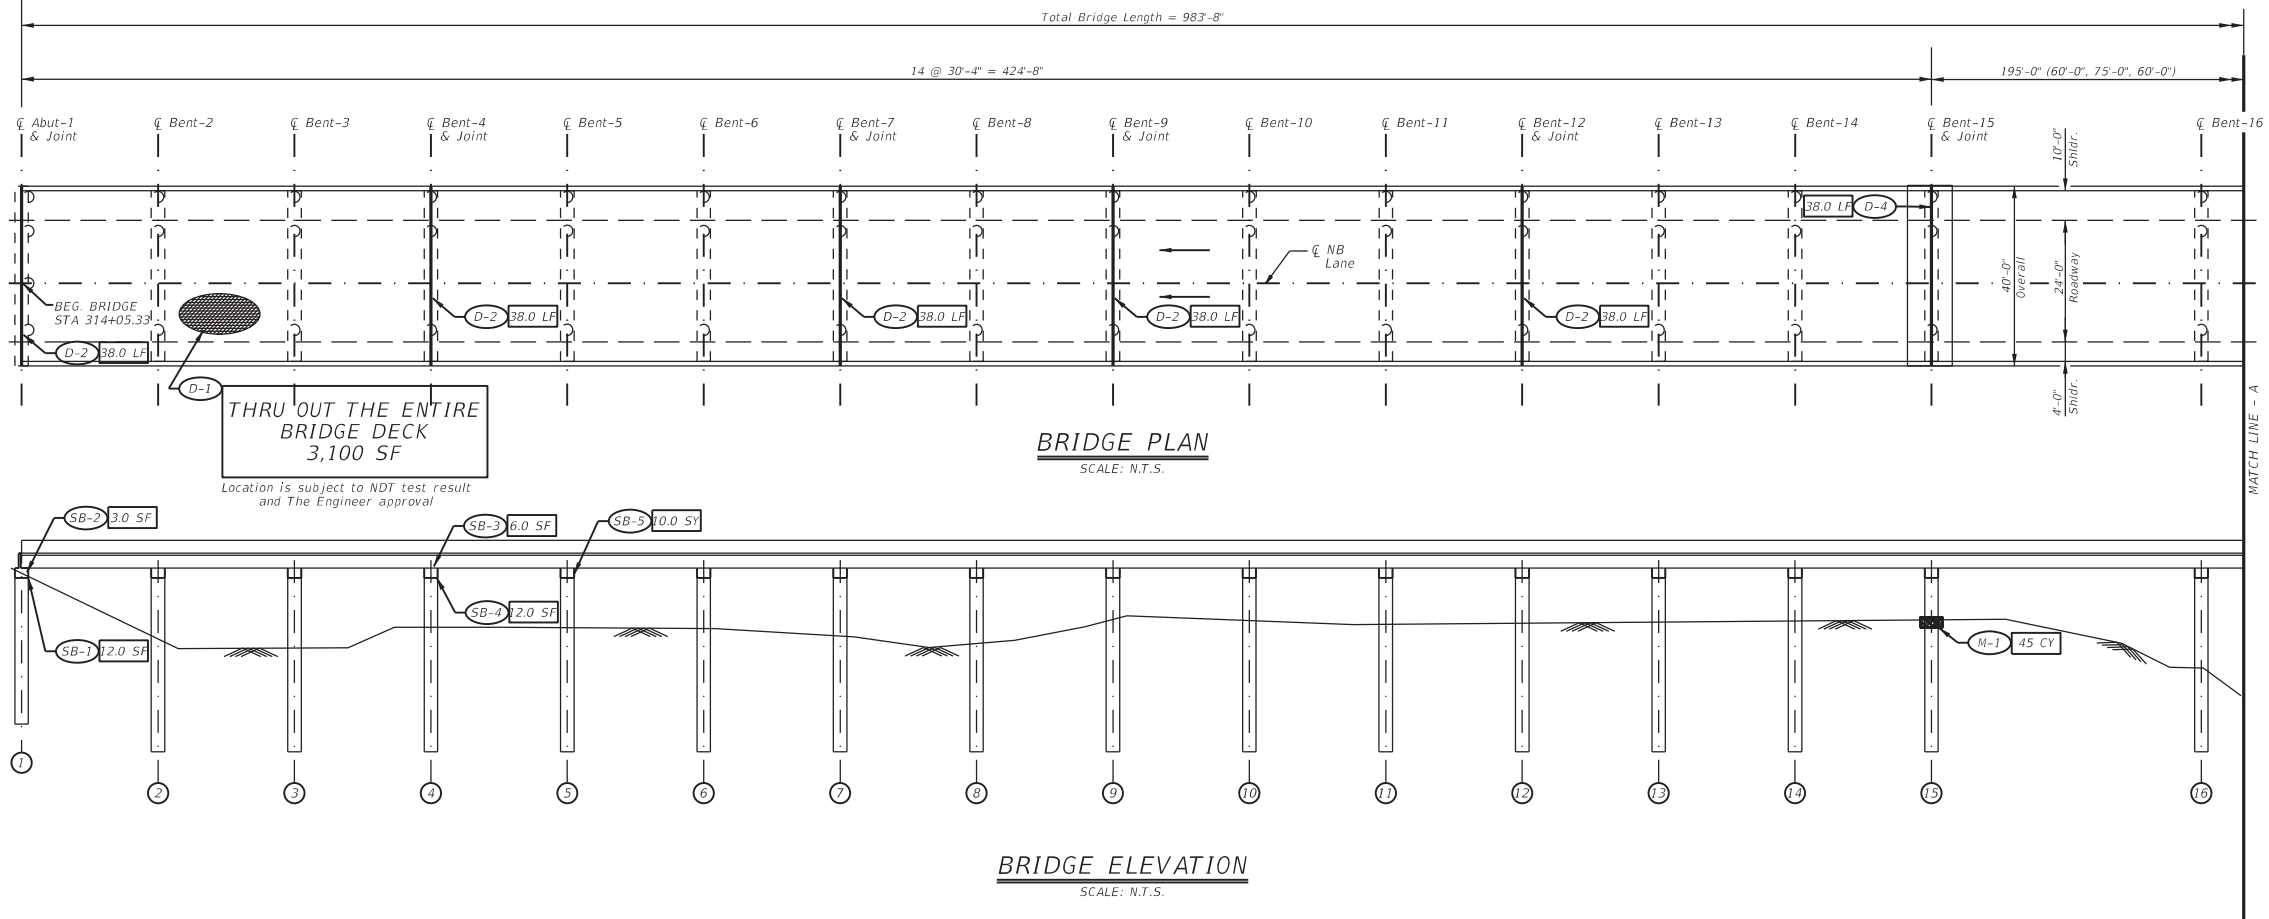 Total Bridge Length = 983'-8"
14 @ 30'-4" = 424'-8"
195'-0" (60'-0", 75'-0", 60'-0")
℄ Abut-1
& Joint
℄ Bent-2
℄ Bent-3
℄ Bent-4
& Joint
℄ Bent-5
℄ Bent-6
℄ Bent-7
& Joint
℄ Bent-8
℄ Bent-9
& Joint
℄ Bent-10
℄ Bent-11
℄ Bent-12
& Joint
℄ Bent-13
℄ Bent-14
℄ Bent-15
& Joint
℄ Bent-16
10'-0"
Shldr.
38.0 LF D-4
℄ NB
Lane
40'-0"
Overall
24'-0"
Roadway
BEG. BRIDGE
STA 314+05.33
D-2 38.0 LF
D-2 38.0 LF
D-2 38.0 LF
D-2 38.0 LF
D-2 38.0 LF
D-1
THRU OUT THE ENTIRE
BRIDGE DECK
3,100 SF
Location is subject to NDT test result
and The Engineer approval
4'-0"
Shldr.
MATCH LINE - A
BRIDGE PLAN
SCALE: N.T.S.
SB-2 3.0 SF
SB-3 6.0 SF
SB-5 10.0 SY
SB-4 12.0 SF
SB-1 12.0 SF
M-1 45 CY
1
2
3
4
5
6
7
8
9
10
11
12
13
14
15
16
BRIDGE ELEVATION
SCALE: N.T.S.